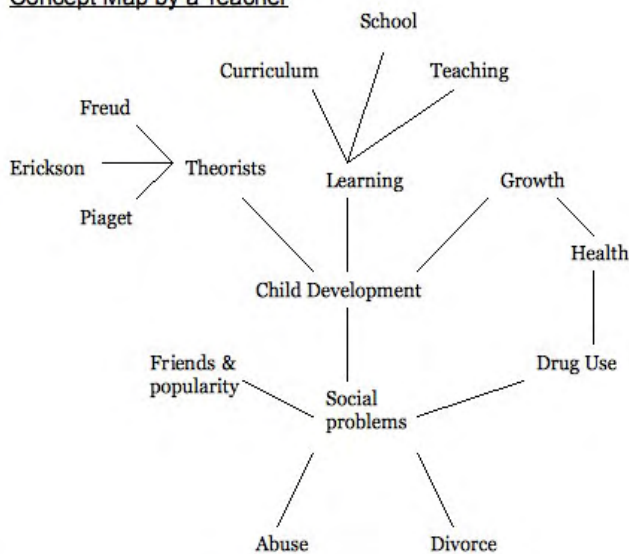 Concept Map by a Teacher
School
Curriculum
Teaching
Freud
Erickson
Theorists
Learning
Growth
Piaget
Health
Child Development
Friends &
popularity
Drug Use
Social
problems
Abuse
Divorce